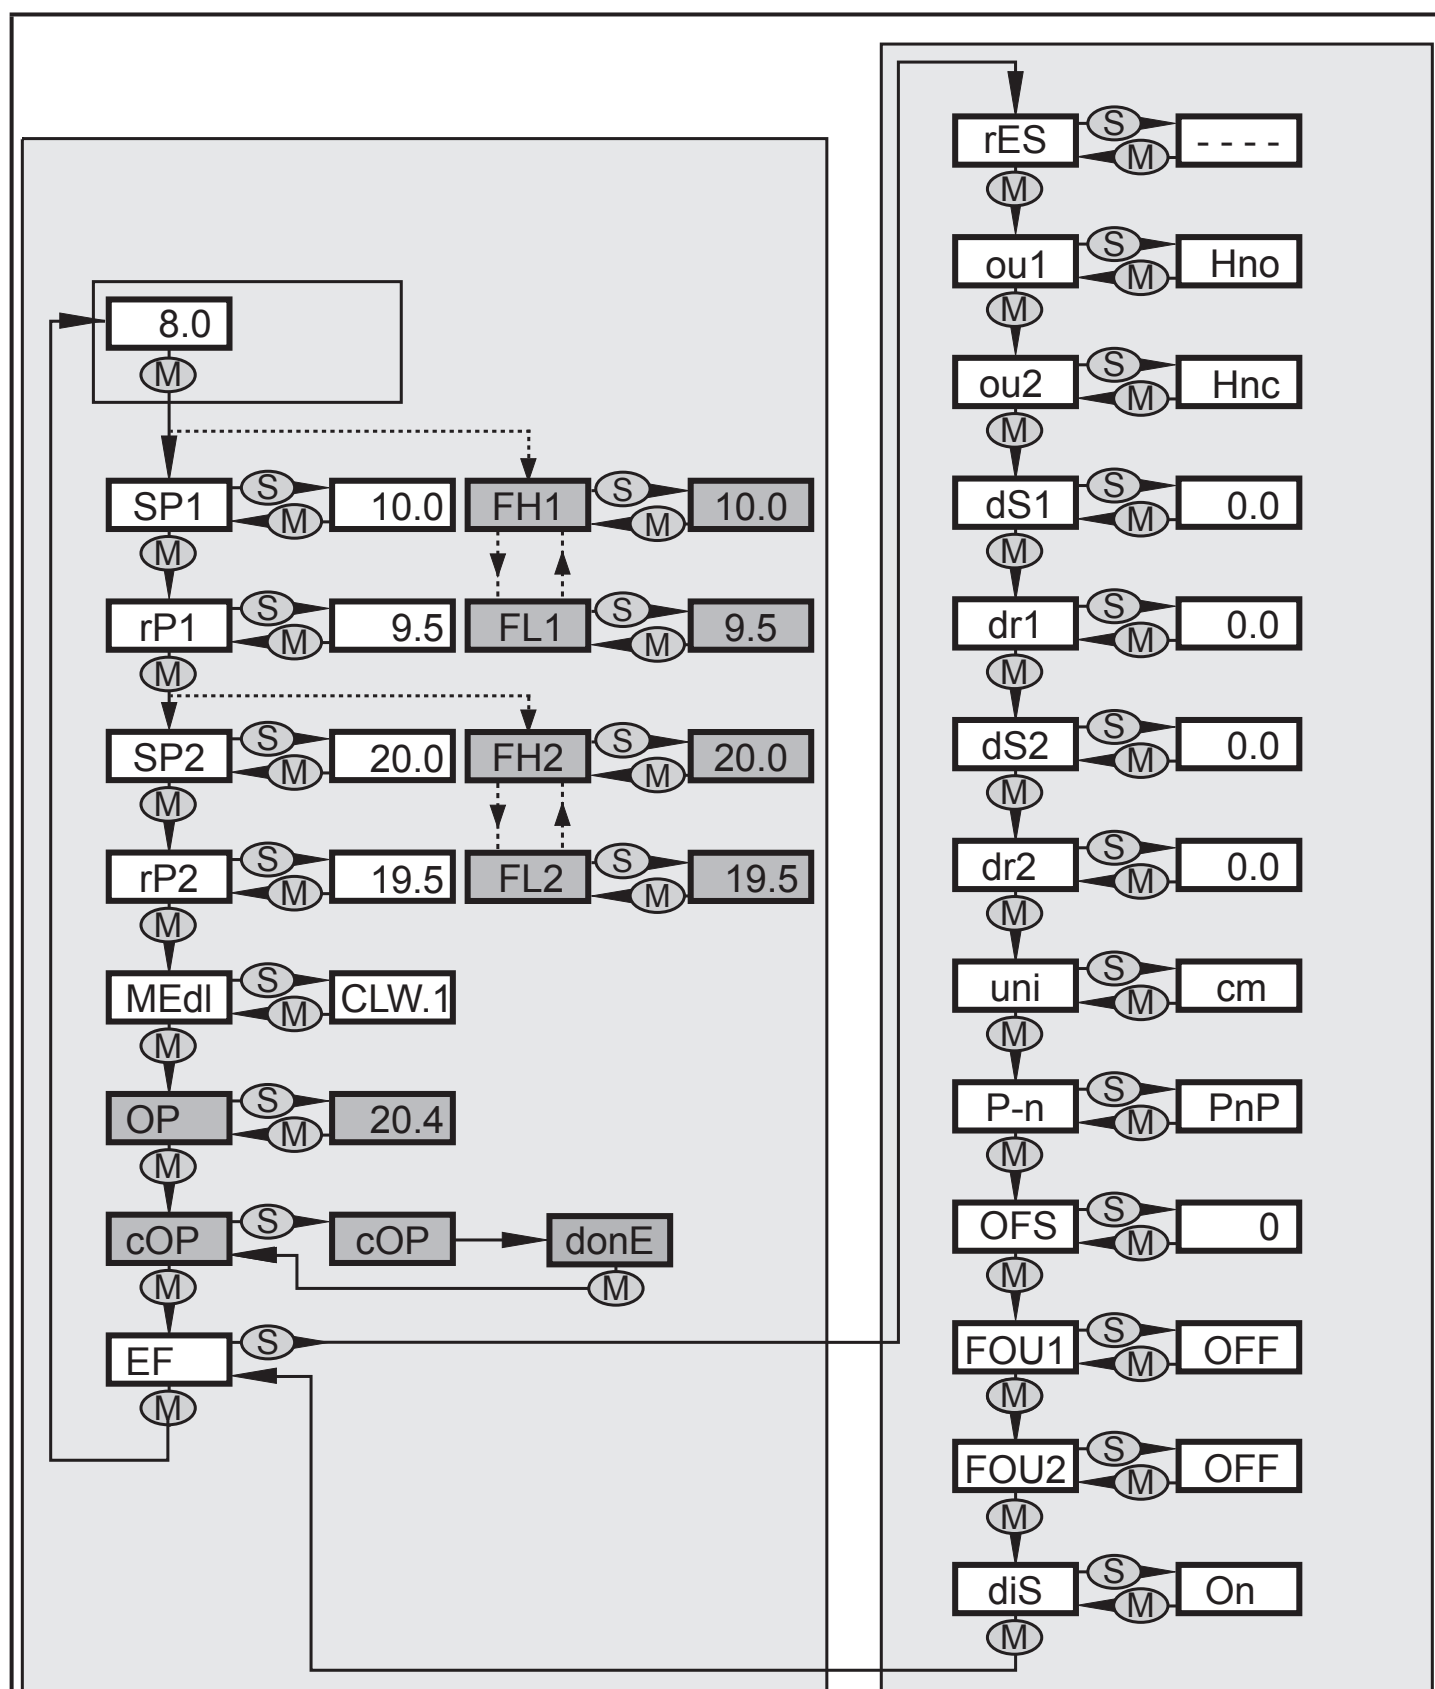 8.0
M
SP1 S M 10.0 FH1 S M 10.0
M
rP1 S M 9.5 FL1 S M 9.5
M
SP2 S M 20.0 FH2 S M 20.0
M
rP2 S M 19.5 FL2 S M 19.5
M
MEdI S M CLW.1
M
OP S M 20.4
M
cOP S cOP donE
M M
EF S
M
rES S M - - - -
M
ou1 S M Hno
M
ou2 S M Hnc
M
dS1 S M 0.0
M
dr1 S M 0.0
M
dS2 S M 0.0
M
dr2 S M 0.0
M
uni S M cm
M
P-n S M PnP
M
OFS S M 0
M
FOU1 S M OFF
M
FOU2 S M OFF
M
diS S M On
M